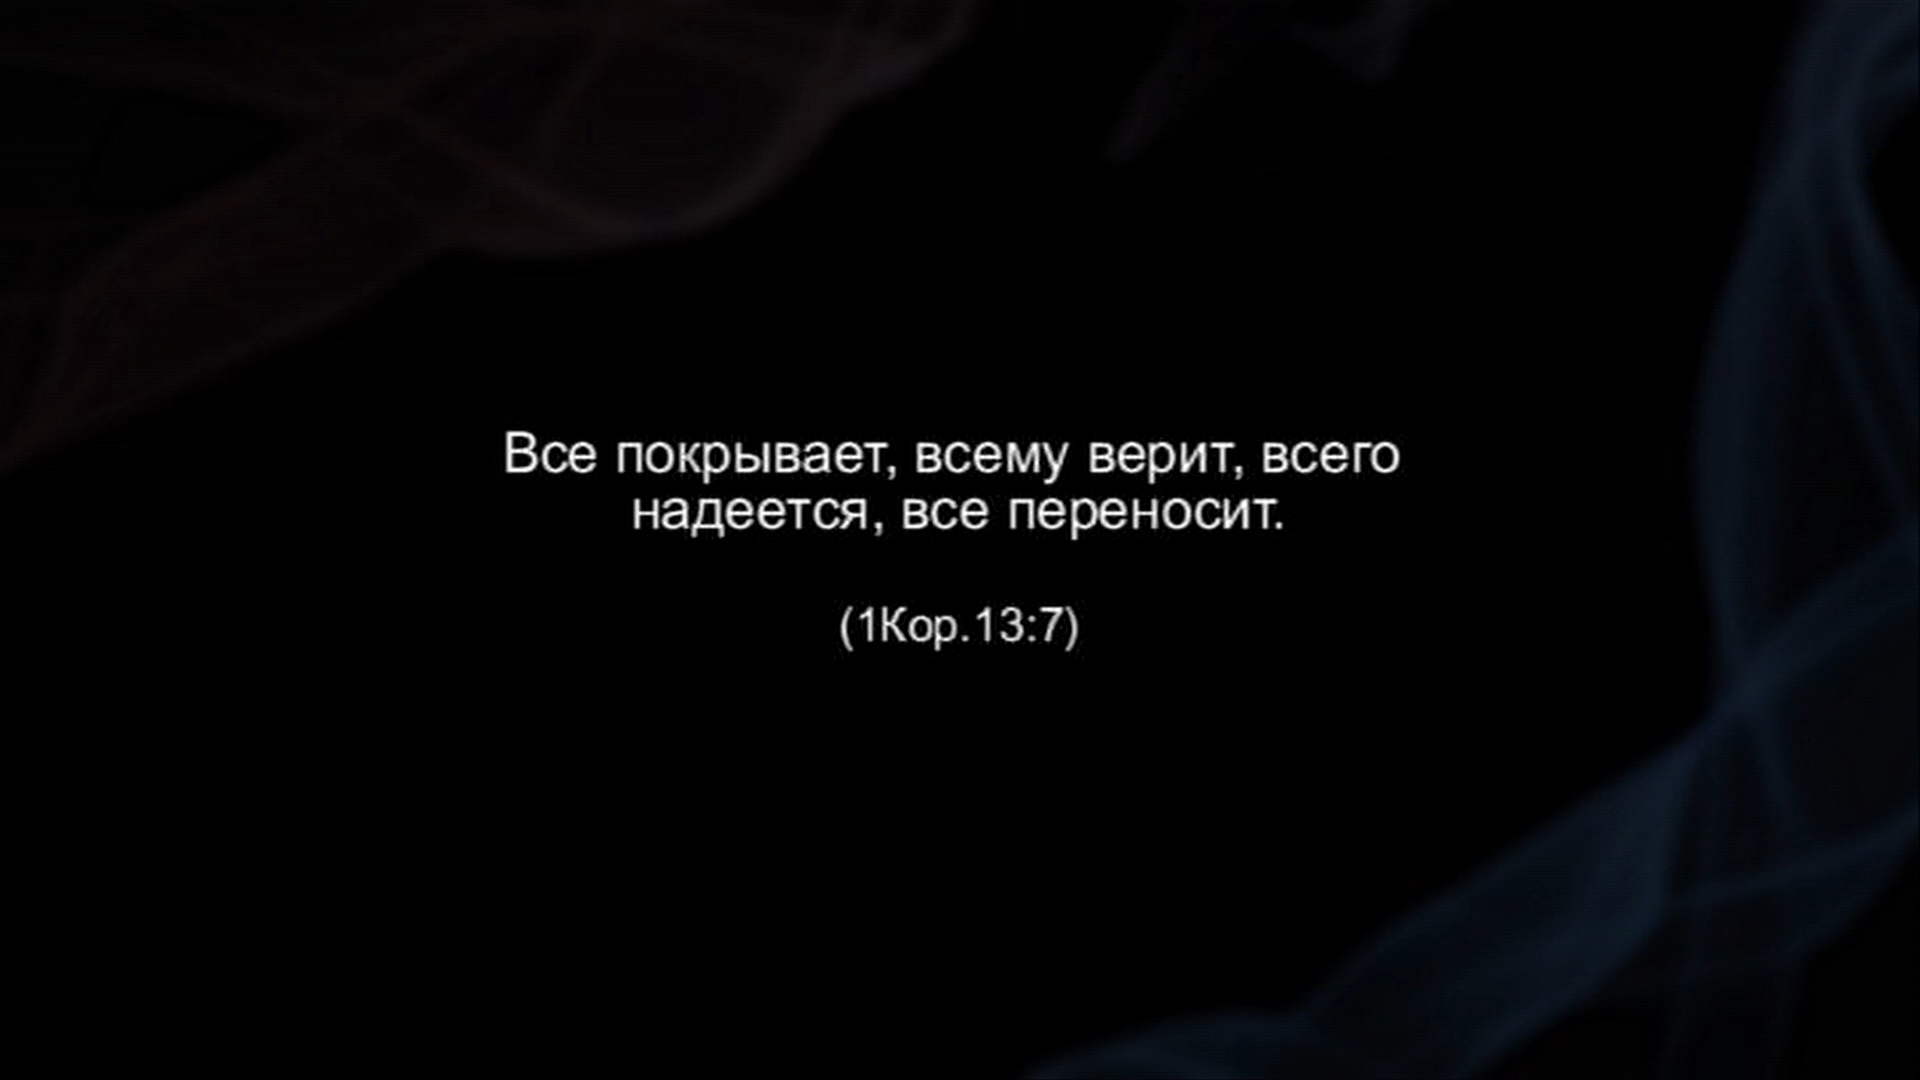 Все покрывает, всему верит, всего
надеется, все переносит.
(1Кор.13:7)